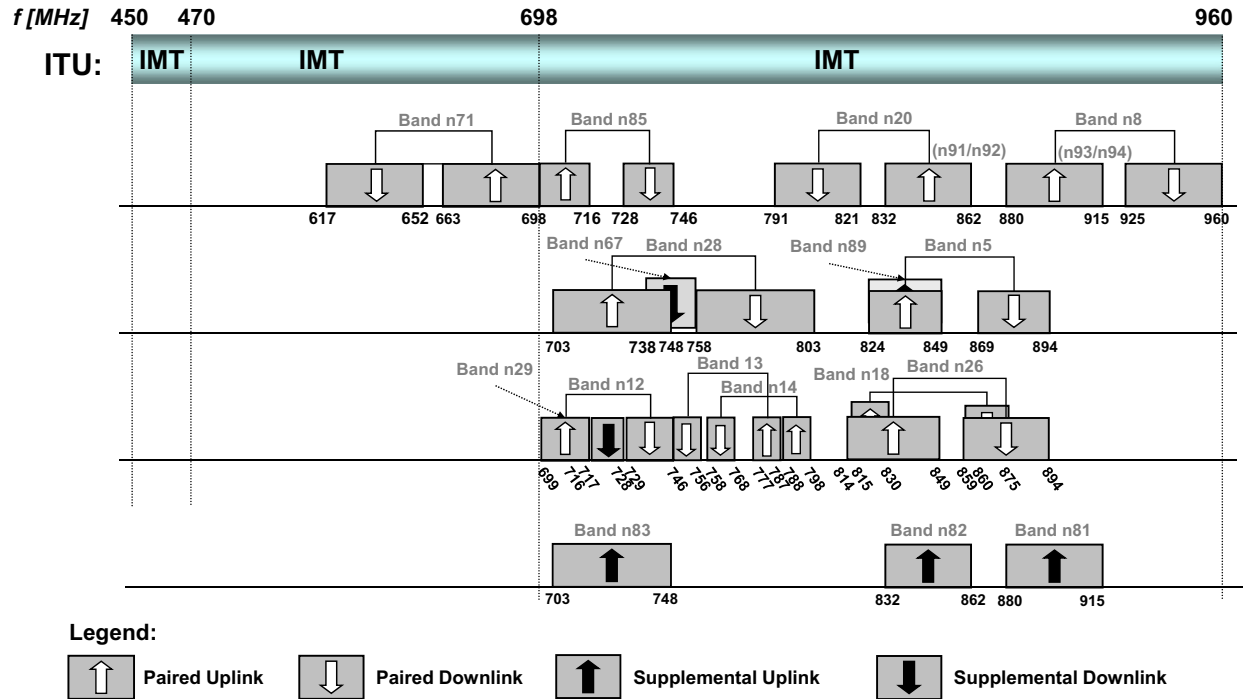 f [MHz] 450 470 698 960
ITU: IMT IMT IMT
Band n71 Band n85 Band n20 Band n8
(n91/n92) (n93/n94)
617 652 663 698 716 728 746 791 821 832 862 880 915 925 960
Band n67 Band n28 Band n89 Band n5
703 738 748 758 803 824 849 869 894
Band n29 Band n12 Band 13 Band n14 Band n18 Band n26
699 716 717 728 729 746 756 758 768 777 787 788 798 814 815 830 849 859 860 875 894
Band n83 Band n82 Band n81
703 748 832 862 880 915
Legend:
Paired Uplink Paired Downlink Supplemental Uplink Supplemental Downlink